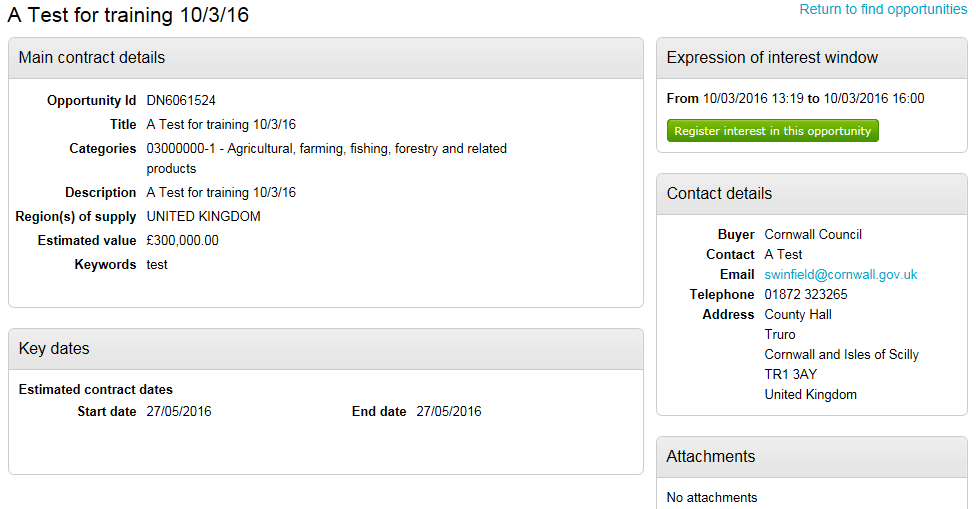 A Test for training 10/3/16
Return to find opportunities
Main contract details
Opportunity Id DN6061524
Title A Test for training 10/3/16
Categories 03000000-1 - Agricultural, farming, fishing, forestry and related
products
Description A Test for training 10/3/16
Region(s) of supply UNITED KINGDOM
Estimated value £300,000.00
Keywords test
Key dates
Estimated contract dates
Start date 27/05/2016 End date 27/05/2016
Expression of interest window
From 10/03/2016 13:19 to 10/03/2016 16:00
Register interest in this opportunity
Contact details
Buyer Cornwall Council
Contact A Test
Email swinfield@cornwall.gov.uk
Telephone 01872 323265
Address County Hall
Truro
Cornwall and Isles of Scilly
TR1 3AY
United Kingdom
Attachments
No attachments